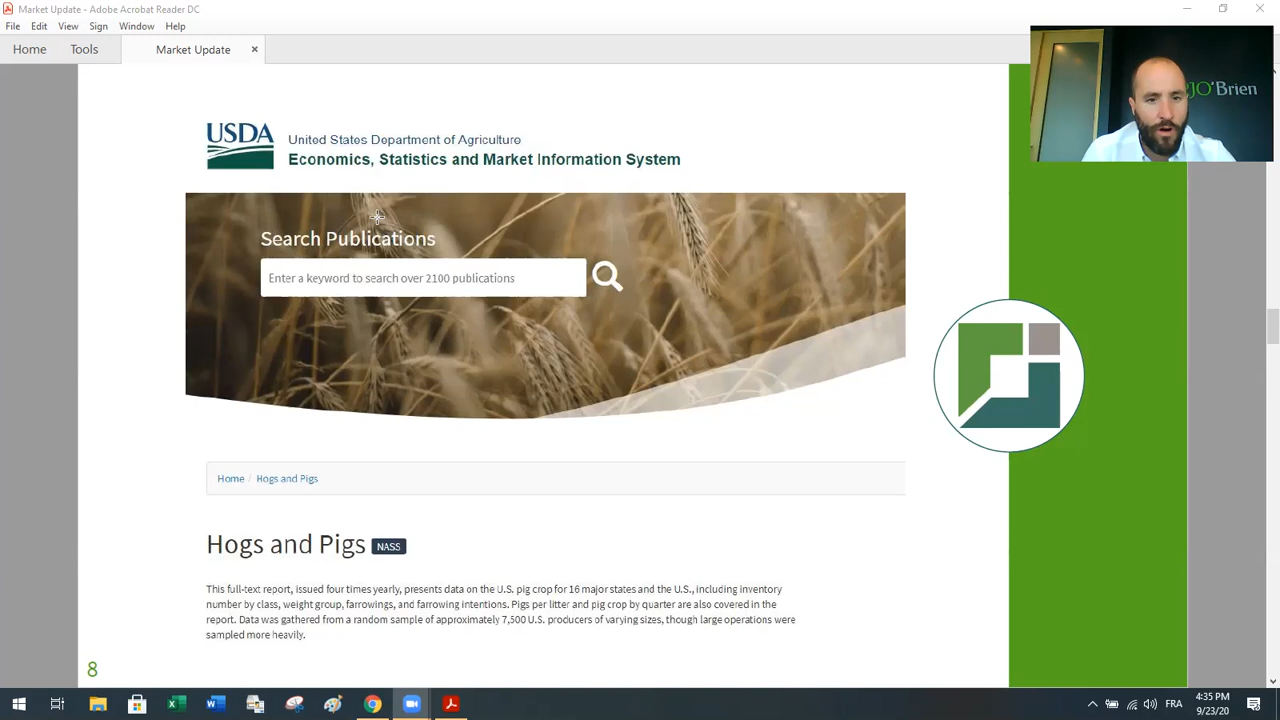 Market Update - Adobe Acrobat Reader DC
File Edit View Sign Window Help
Home Tools Market Update
JO'Brien
USDA United States Department of Agriculture
Economics, Statistics and Market Information System
Search Publications
Enter a keyword to search over 2100 publications
Home / Hogs and Pigs
Hogs and Pigs NASS
This full-text report, issued four times yearly, presents data on the U.S. pig crop for 16 major states and the U.S., including inventory
number by class, weight group, farrowings, and farrowing intentions. Pigs per litter and pig crop by quarter are also covered in the
report. Data was gathered from a random sample of approximately 7,500 U.S. producers of varying sizes, though large operations were
sampled more heavily.
8
FRA
4:35 PM
9/23/20